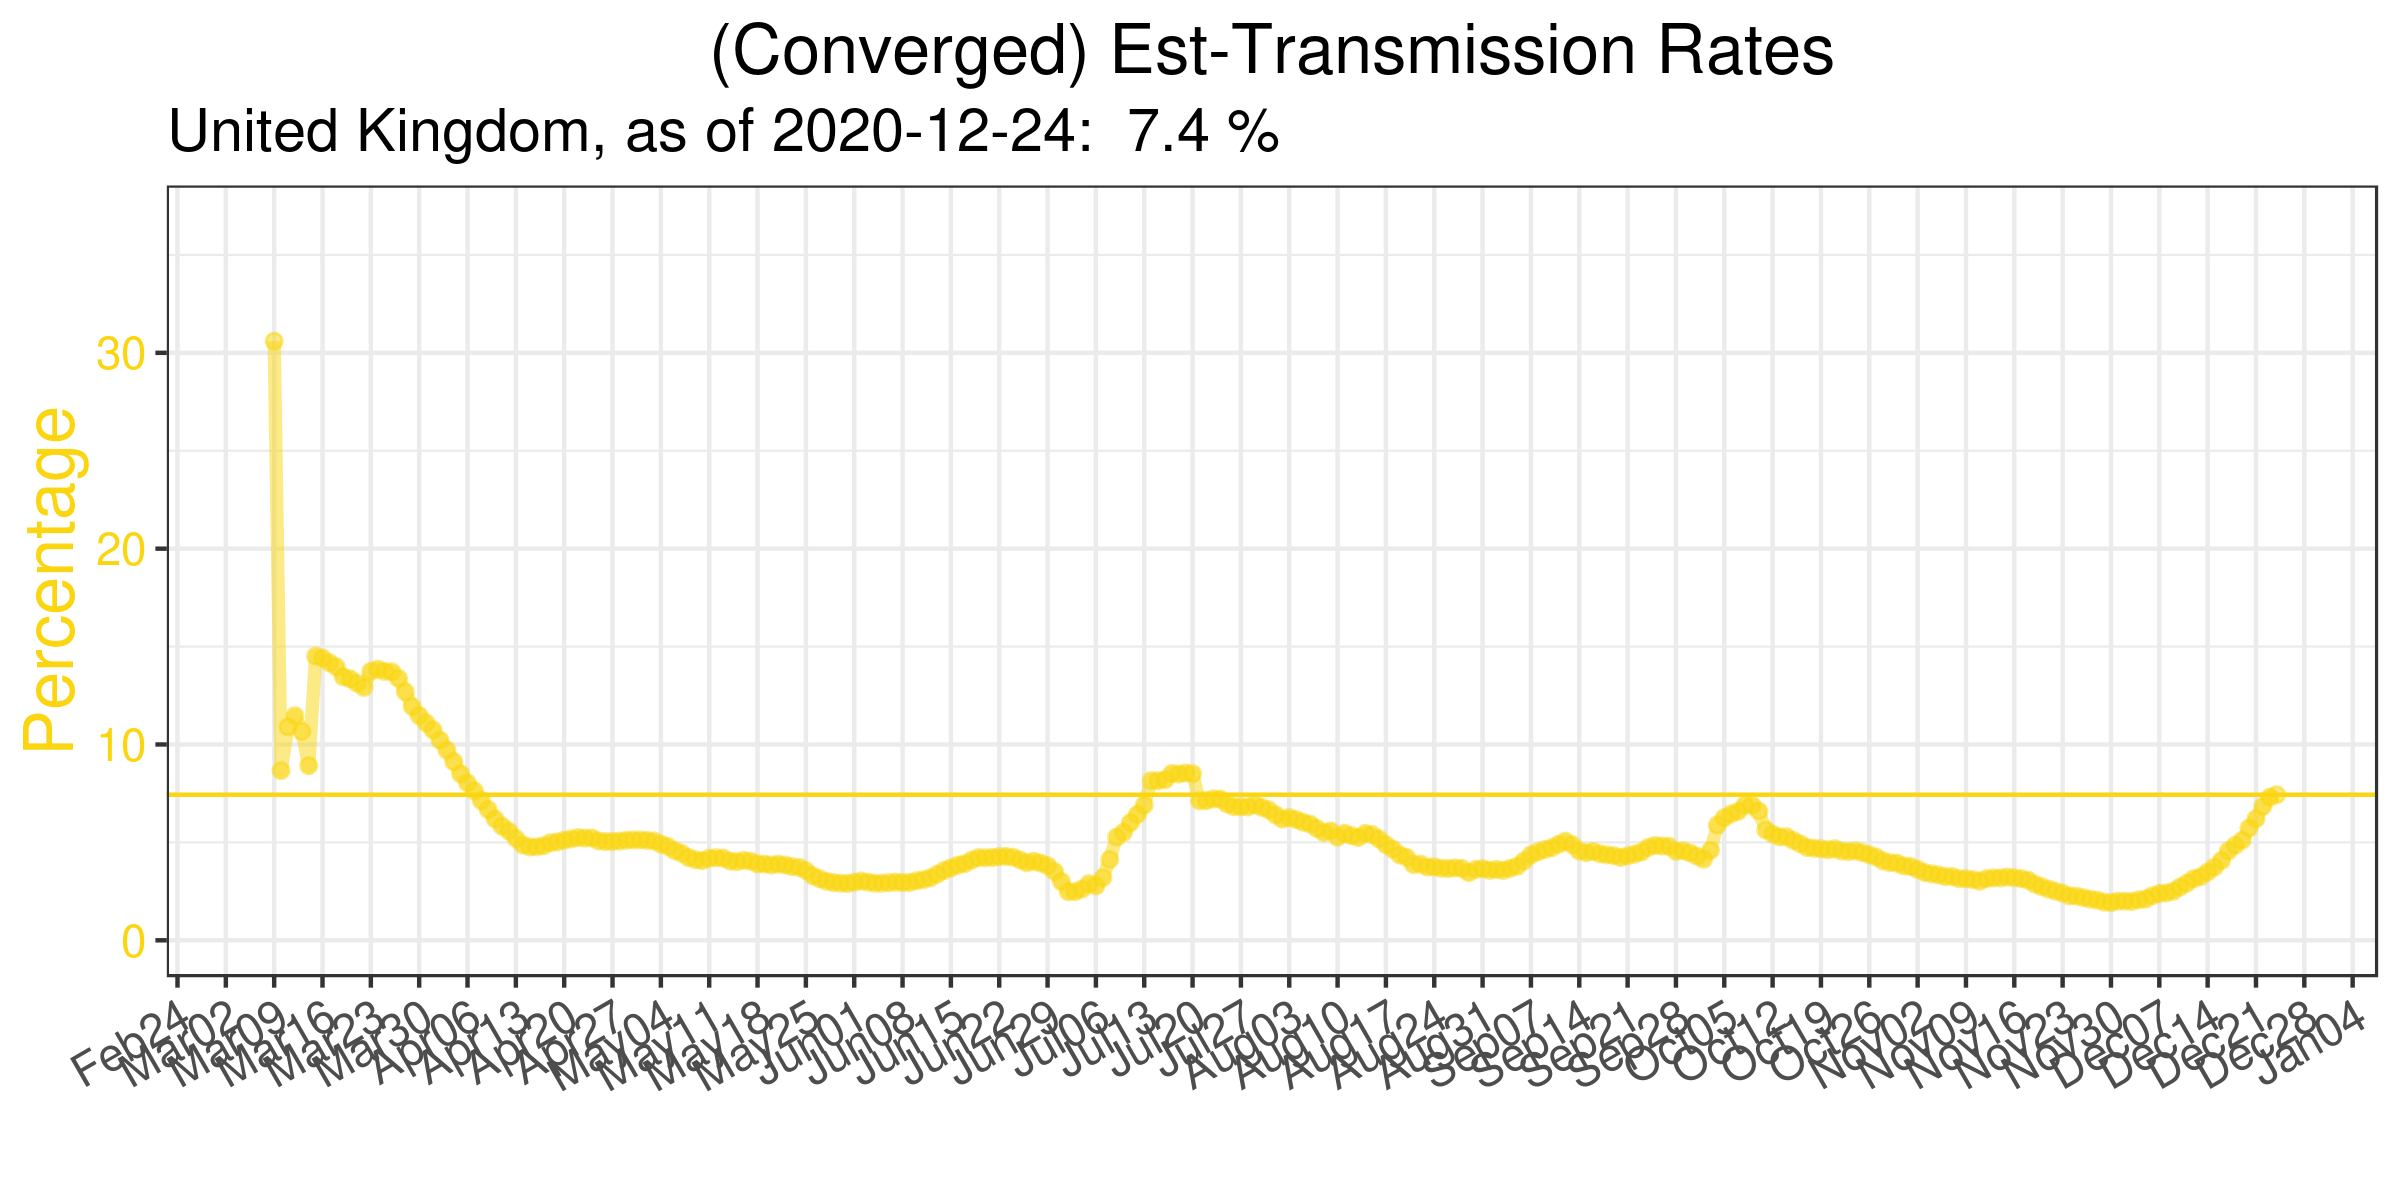 (Converged) Est-Transmission Rates
United Kingdom, as of 2020-12-24:  7.4 %
Percentage
30
20
10
0
Feb24
Mar02
Mar09
Mar16
Mar23
Mar30
Apr06
Apr13
Apr20
Apr27
May04
May11
May18
May25
Jun01
Jun08
Jun15
Jun22
Jun29
Jul06
Jul13
Jul20
Jul27
Aug03
Aug10
Aug17
Aug24
Aug31
Sep07
Sep14
Sep21
Sep28
Oct05
Oct12
Oct19
Oct26
Nov02
Nov09
Nov16
Nov23
Nov30
Dec07
Dec14
Dec21
Dec28
Jan04